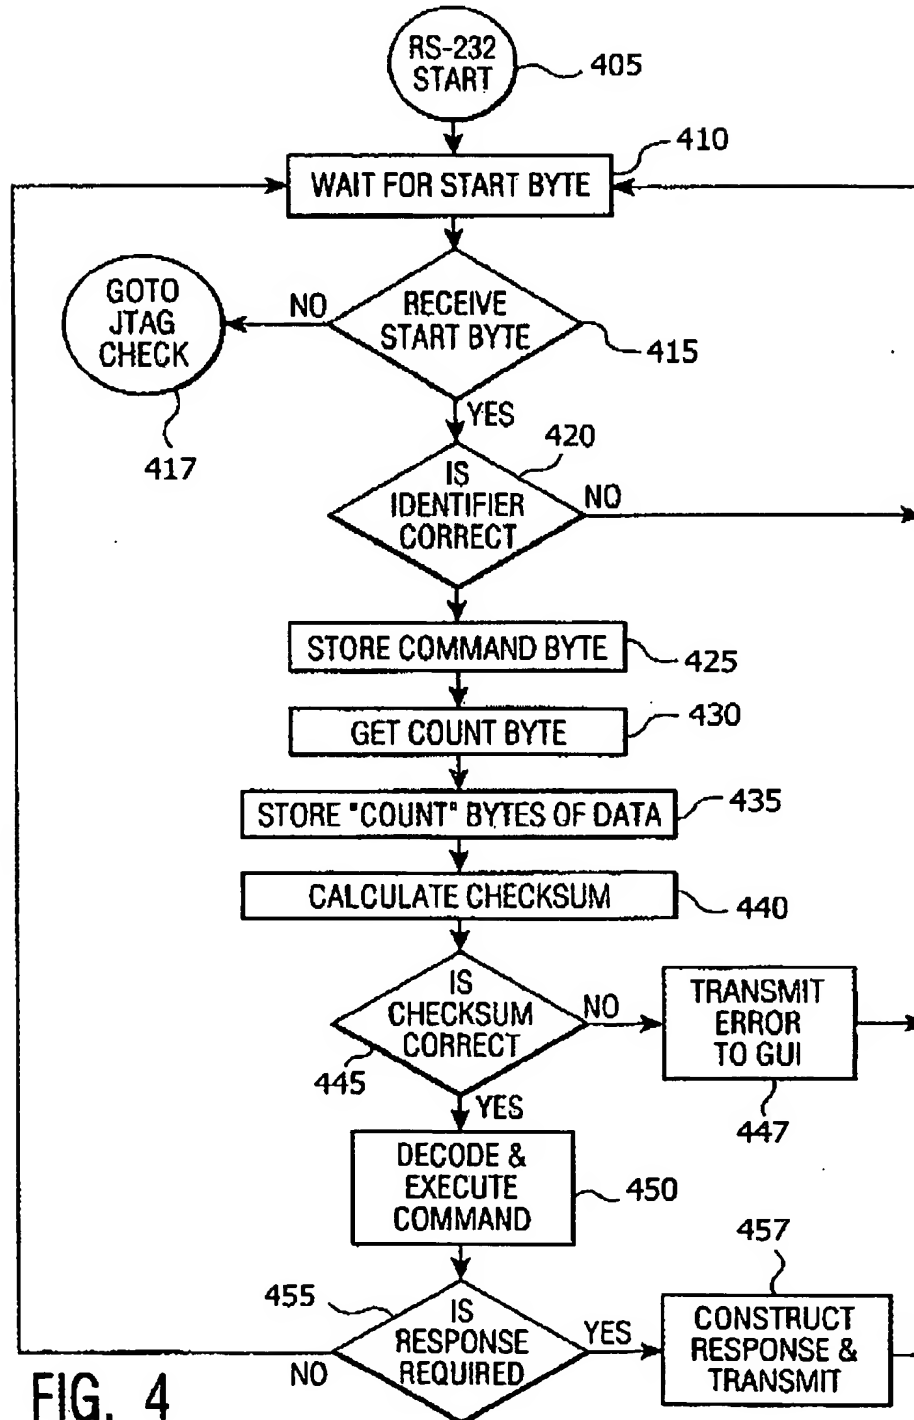 RS-232
START
405
410
WAIT FOR START BYTE
GOTO
JTAG
CHECK
NO
RECEIVE
START BYTE
415
417
YES
420
IS
IDENTIFIER
CORRECT
NO
STORE COMMAND BYTE
425
GET COUNT BYTE
430
STORE "COUNT" BYTES OF DATA
435
CALCULATE CHECKSUM
440
IS
CHECKSUM
CORRECT
445
NO
TRANSMIT
ERROR
TO GUI
447
YES
DECODE &
EXECUTE
COMMAND
450
457
455
IS
RESPONSE
REQUIRED
NO
YES
CONSTRUCT
RESPONSE &
TRANSMIT
FIG. 4